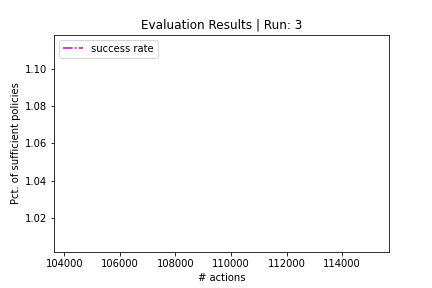 Evaluation Results | Run: 3
success rate
Pct. of sufficient policies
1.10
1.08
1.06
1.04
1.02
104000 106000 108000 110000 112000 114000
# actions